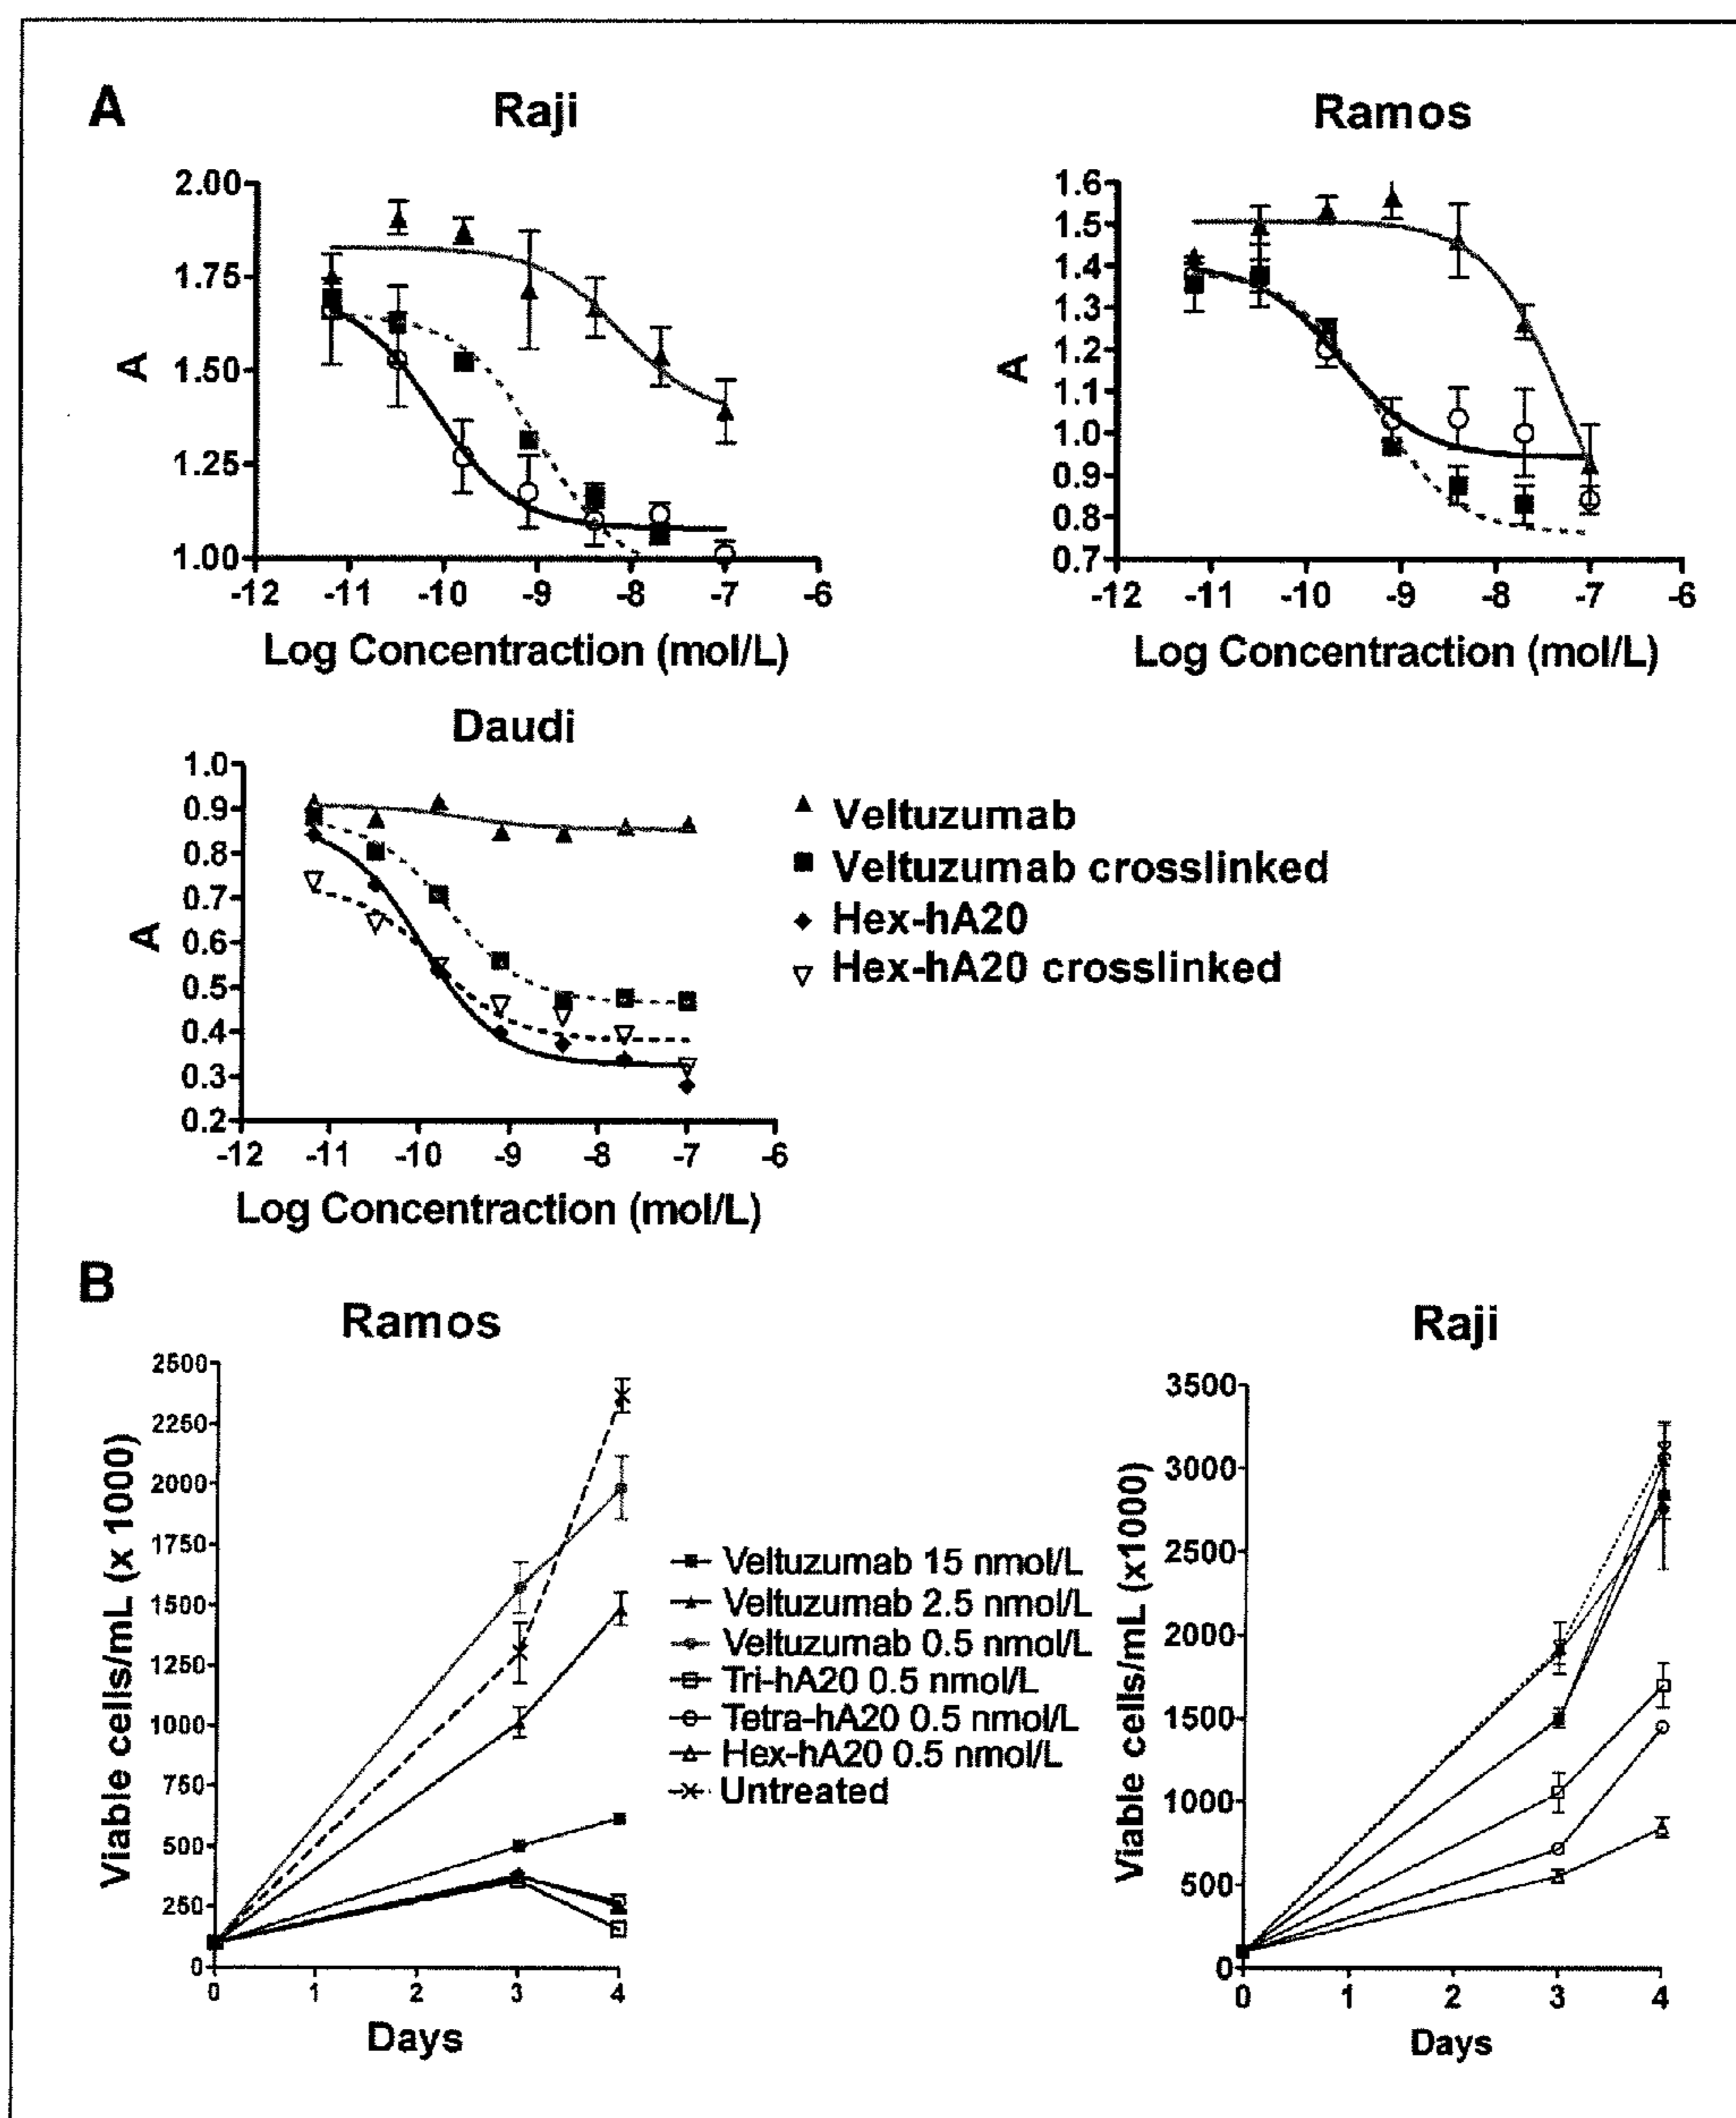 A
Raji
2.00
1.75
1.50
1.25
1.00
A
-12 -11 -10 -9 -8 -7 -6
Log Concentraction (mol/L)
Ramos
1.6
1.5
1.4
1.3
1.2
1.1
1.0
0.9
0.8
0.7
A
-12 -11 -10 -9 -8 -7 -6
Log Concentraction (mol/L)
Daudi
1.0
0.9
0.8
0.7
0.6
0.5
0.4
0.3
0.2
A
-12 -11 -10 -9 -8 -7 -6
Log Concentraction (mol/L)
Veltuzumab
Veltuzumab crosslinked
Hex-hA20
Hex-hA20 crosslinked
B
Ramos
2500
2250
2000
1750
1500
1250
1000
750
500
250
0
Viable cells/mL (x 1000)
0 1 2 3 4
Days
Veltuzumab 15 nmol/L
Veltuzumab 2.5 nmol/L
Veltuzumab 0.5 nmol/L
Tri-hA20 0.5 nmol/L
Tetra-hA20 0.5 nmol/L
Hex-hA20 0.5 nmol/L
Untreated
Raji
3500
3000
2500
2000
1500
1000
500
0
Viable cells/mL (x1000)
0 1 2 3 4
Days